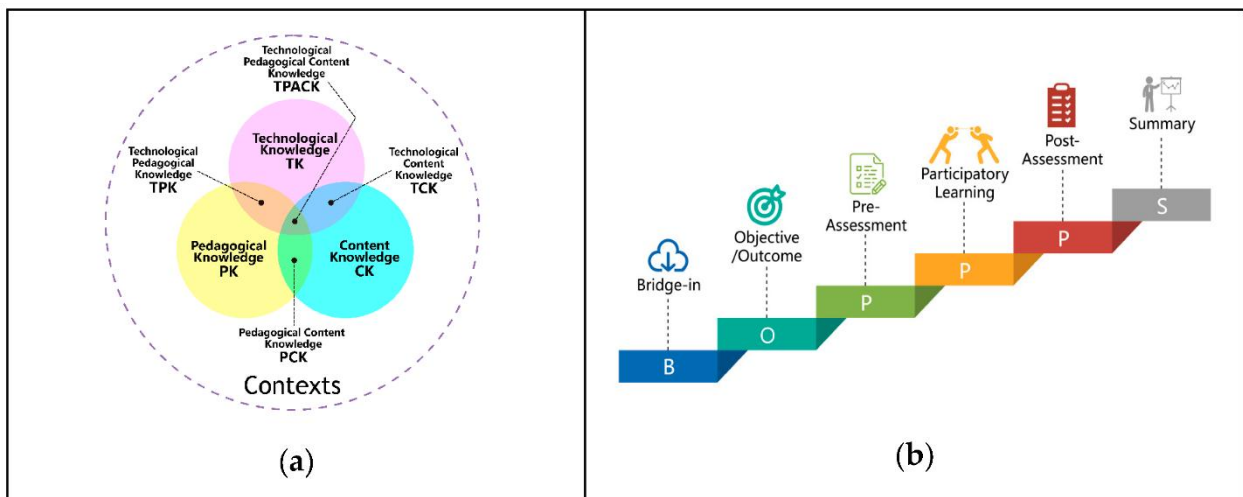 Technological
Pedagogical Content
Knowledge
TPACK
Technological
Knowledge
TK
Technological
Pedagogical
Knowledge
TPK
Technological
Content
Knowledge
TCK
Pedagogical
Knowledge
PK
Content
Knowledge
CK
Pedagogical Content
Knowledge
PCK
Contexts
(a)
Bridge-in
Objective
/Outcome
Pre-
Assessment
Participatory
Learning
Post-
Assessment
Summary
B
O
P
P
P
S
(b)